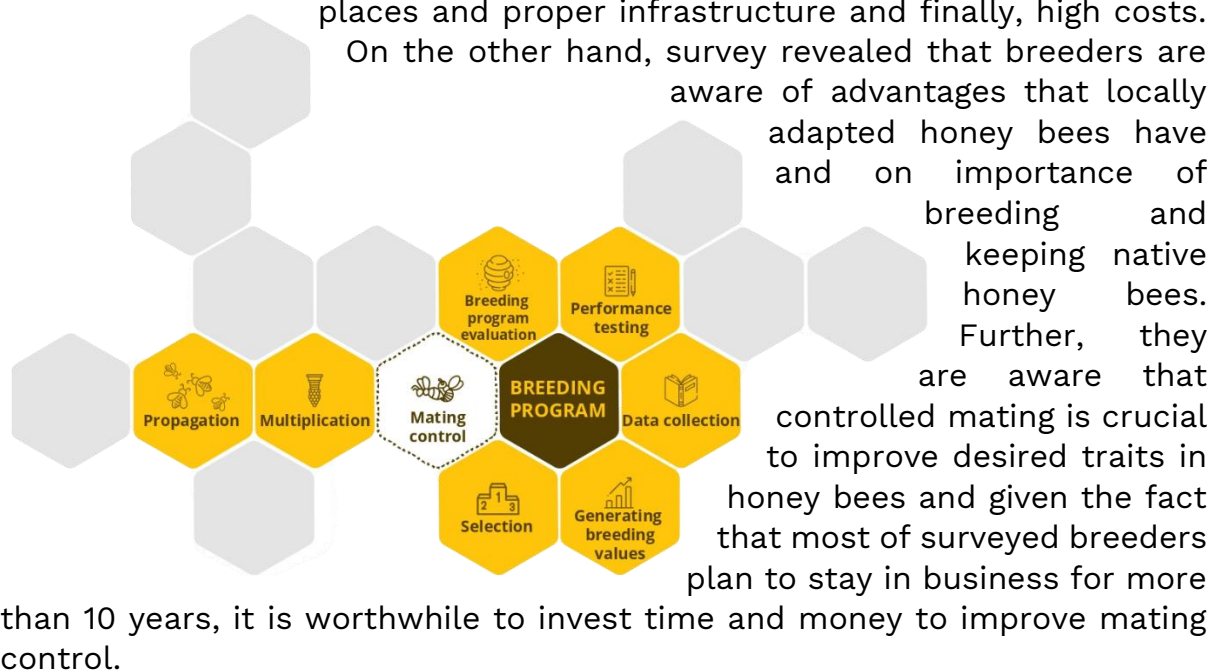 places and proper infrastructure and finally, high costs.
On the other hand, survey revealed that breeders are
aware of advantages that locally
adapted honey bees have
and on importance of
breeding and
keeping native
honey bees.
Further, they
are aware that
controlled mating is crucial
to improve desired traits in
honey bees and given the fact
that most of surveyed breeders
plan to stay in business for more
than 10 years, it is worthwhile to invest time and money to improve mating
control.
Breeding
program
evaluation
Performance
testing
Propagation
Multiplication
Mating
control
BREEDING
PROGRAM
Data collection
Selection
2 1 3
Generating
breeding
values